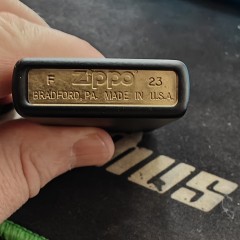 F Zippo 23
BRADFORD, PA. MADE IN U.S.A.